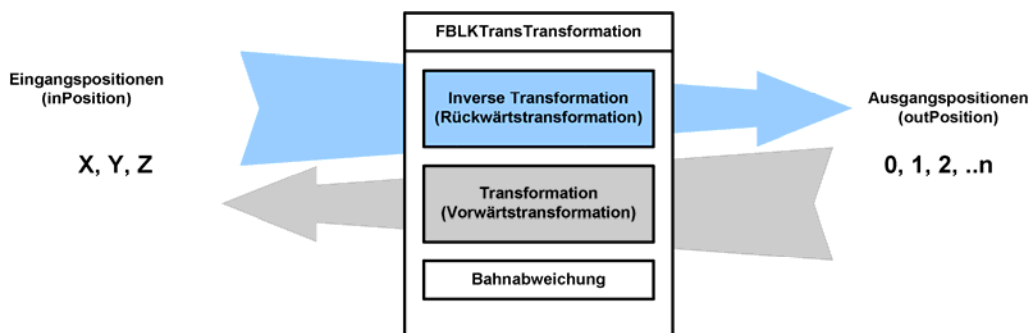 FBLKTransTransformation
Eingangspositionen
(inPosition)
X, Y, Z
Inverse Transformation
(Rückwärtstransformation)
Transformation
(Vorwärtstransformation)
Bahnabweichung
Ausgangspositionen
(outPosition)
0, 1, 2, ..n